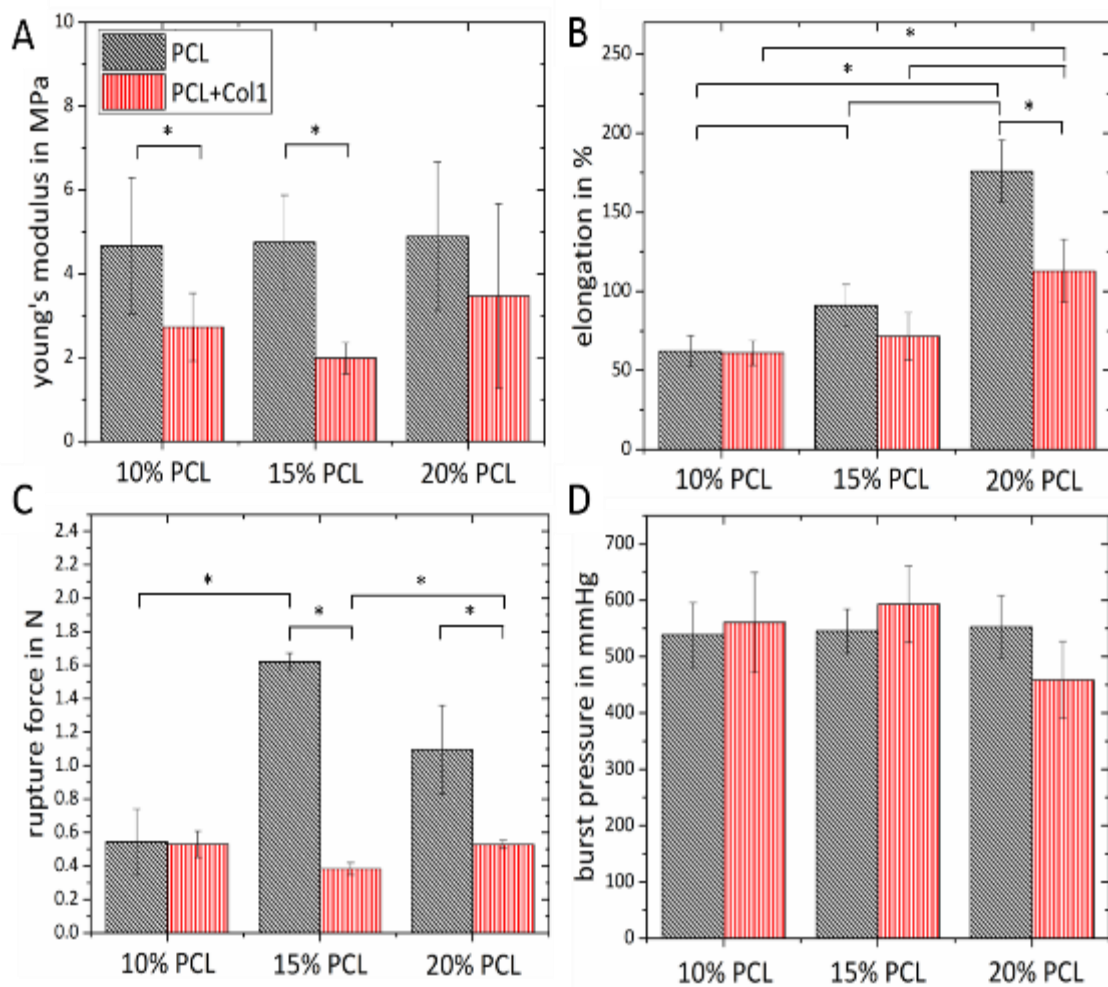 A
PCL
PCL+Col1
young's modulus in MPa
10
8
6
4
2
0
*
*
10% PCL
15% PCL
20% PCL
B
elongation in %
250
200
150
100
50
0
*
*
*
10% PCL
15% PCL
20% PCL
C
rupture force in N
2.4
2.2
2.0
1.8
1.6
1.4
1.2
1.0
0.8
0.6
0.4
0.2
0.0
*
*
*
*
10% PCL
15% PCL
20% PCL
D
burst pressure in mmHg
700
600
500
400
300
200
100
0
10% PCL
15% PCL
20% PCL